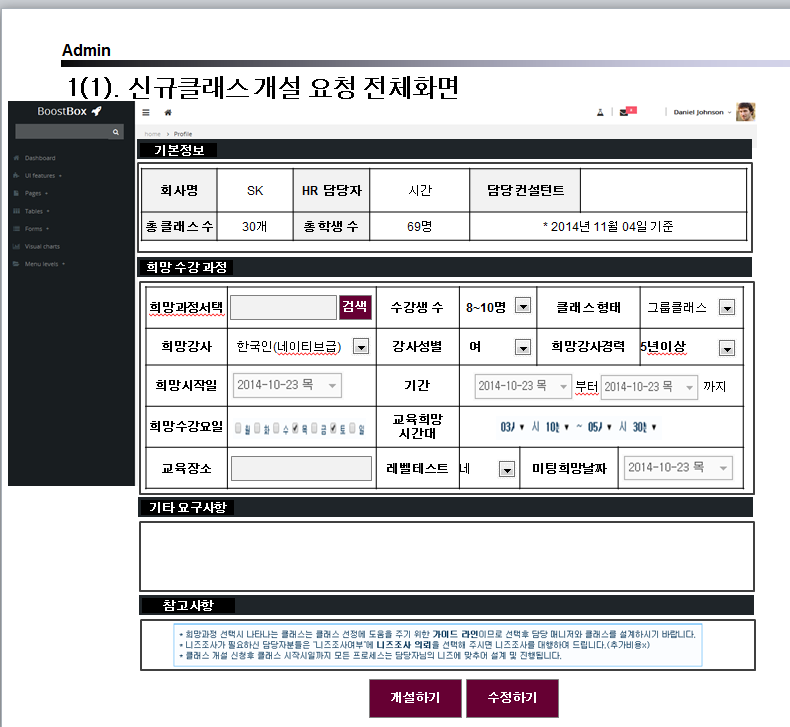 Admin
1(1). 신규클래스 개설 요청 전체화면
BoostBox
Daniel Johnson
home > Profile
Dashboard
UI features
Pages
Tables
Forms
Visual charts
Menu levels
기본정보
회사명 SK HR 담당자 시간 담당 컨설턴트
총 클래스 수 30개 총 학생 수 69명 * 2014년 11월 04일 기준
희망 수강 과정
희망과정서택 검색 수강생 수 8~10명 클래스 형태 그룹클래스
희망강사 한국인(네이티브급) 강사성별 여 희망강사경력 5년이상
희망시작일 2014-10-23 목 기간 2014-10-23 목 부터 2014-10-23 목 까지
희망수강요일 월 화 수 목 금 토 일 교육희망
시간대 03시 10분 ~ 05시 30분
교육장소 레벨테스트 네 미팅희망날짜 2014-10-23 목
기타 요구사항
참고사항
* 희망과정 선택시 나타나는 클래스는 클래스 선정에 도움을 주기 위한 가이드 라인이므로 선택후 담당 매니저와 클래스를 설계하시기 바랍니다.
* 니즈조사가 필요하신 담당자분들은 "니즈조사여부"에 니즈조사 의뢰을 선택해 주시면 니즈조사를 대행하여 드립니다.(추가비용x)
* 클래스 개설 신청후 클래스 시작시일까지 모든 프로세스는 담당자님의 니즈에 맞추어 설계 및 진행됩니다.
개설하기 수정하기